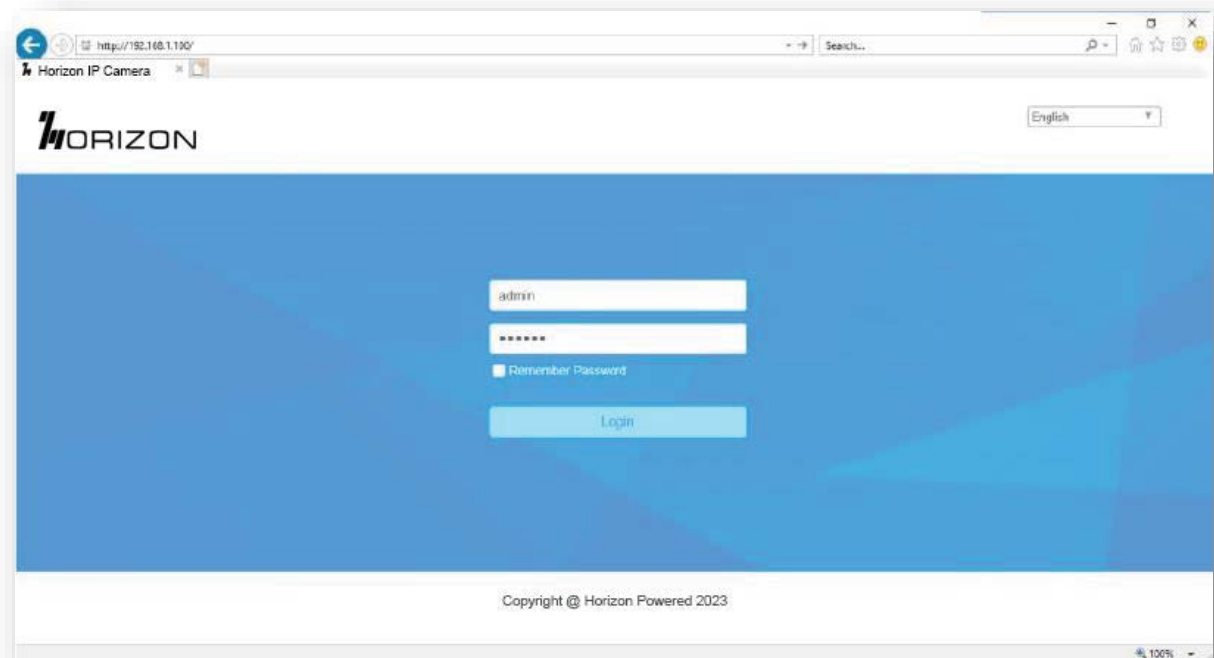 http://192.168.1.100/
Search...
Horizon IP Camera
HORIZON
English
admin
Remember Password
Login
Copyright @ Horizon Powered 2023
100%